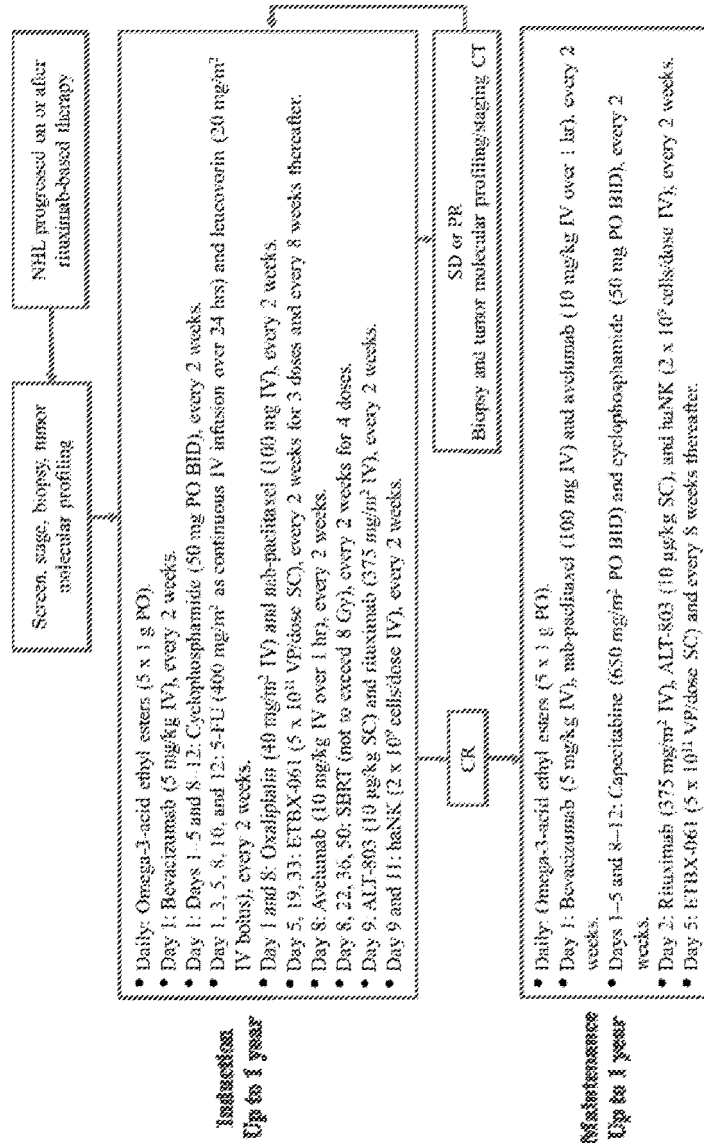 NHL progressed on or after
rituximab-based therapy
Screen, stage, biopsy, tumor
molecular profiling
Induction
Up to 1 year
• Daily: Omega-3-acid ethyl esters (5 x 1 g PO).
• Day 1: Bevacizumab (5 mg/kg IV), every 2 weeks.
• Day 1: Days 1–5 and 8–12: Cyclophosphamide (50 mg PO BID), every 2 weeks.
• Day 1, 3, 5, 8, 10, and 12: 5-FU (400 mg/m² as continuous IV infusion over 24 hrs) and leucovorin (20 mg/m²
IV bolus), every 2 weeks.
• Day 1 and 8: Oxaliplatin (40 mg/m² IV) and nab-paclitaxel (100 mg IV), every 2 weeks.
• Day 5, 19, 33: ETBX-061 (5 x 10¹¹ VP/dose SC), every 2 weeks for 3 doses and every 8 weeks thereafter.
• Day 8: Avelumab (10 mg/kg IV over 1 hr), every 2 weeks.
• Day 8, 22, 36, 50: SBRT (not to exceed 8 Gy), every 2 weeks for 4 doses.
• Day 9: ALT-803 (10 µg/kg SC) and rituximab (375 mg/m² IV), every 2 weeks.
• Day 9 and 11: haNK (2 x 10⁹ cells/dose IV), every 2 weeks.
SD or PR
Biopsy and tumor molecular profiling/staging CT
CR
Maintenance
Up to 1 year
• Daily: Omega-3-acid ethyl esters (5 x 1 g PO).
• Day 1: Bevacizumab (5 mg/kg IV), nab-paclitaxel (100 mg IV) and avelumab (10 mg/kg IV over 1 hr), every 2
weeks.
• Days 1–5 and 8–12: Capecitabine (650 mg/m² PO BID) and cyclophosphamide (50 mg PO BID), every 2
weeks.
• Day 2: Rituximab (375 mg/m² IV), ALT-803 (10 µg/kg SC), and haNK (2 x 10⁹ cells/dose IV), every 2 weeks.
• Day 5: ETBX-061 (5 x 10¹¹ VP/dose SC) and every 8 weeks thereafter.